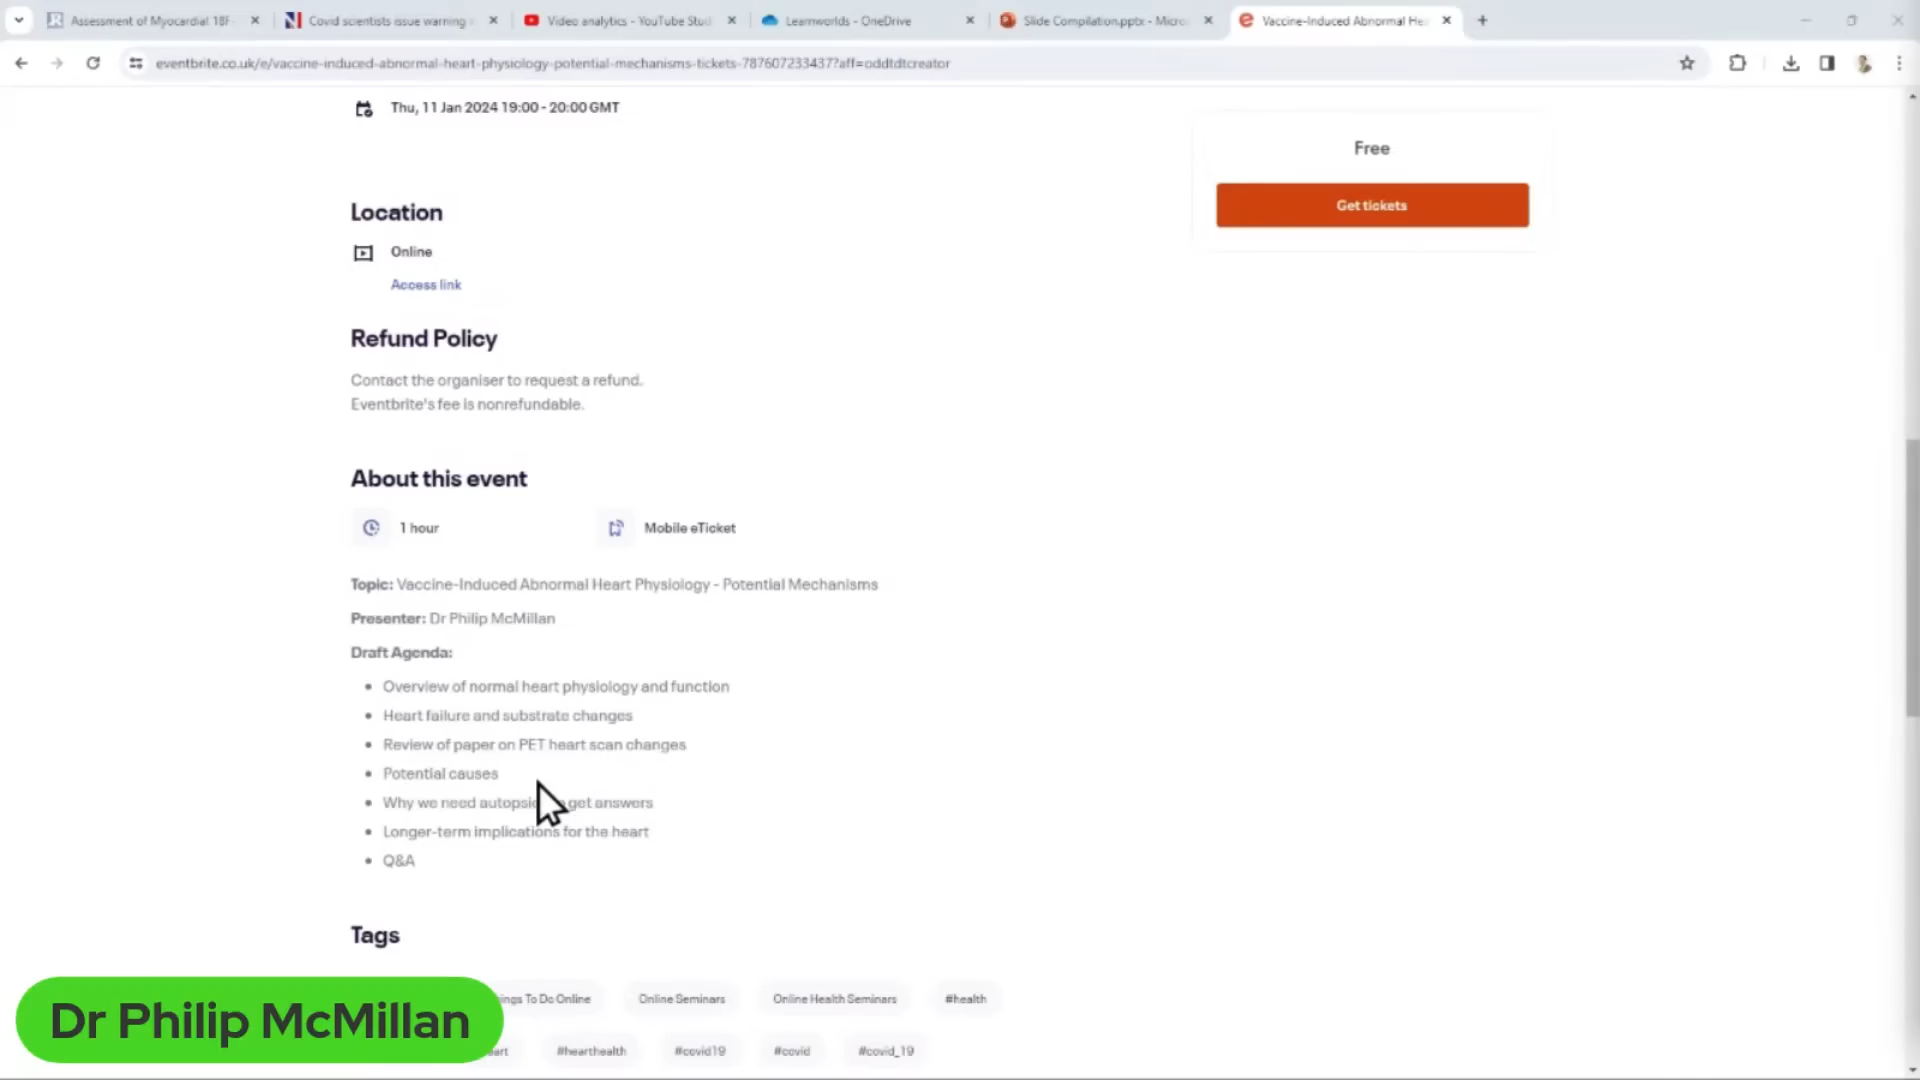 Assessment of Myocardial 18F-
Covid scientists issue warning
Video analytics - YouTube Stud
Learnworlds - OneDrive
Slide Compilation.pptx - Micro
Vaccine-Induced Abnormal Hea
eventbrite.co.uk/e/vaccine-induced-abnormal-heart-physiology-potential-mechanisms-tickets-787607233437?aff=oddtdtcreator
Thu, 11 Jan 2024 19:00 - 20:00 GMT
Free
Get tickets
Location
Online
Access link
Refund Policy
Contact the organiser to request a refund.
Eventbrite's fee is nonrefundable.
About this event
1 hour
Mobile eTicket
Topic: Vaccine-Induced Abnormal Heart Physiology - Potential Mechanisms
Presenter: Dr Philip McMillan
Draft Agenda:
• Overview of normal heart physiology and function
• Heart failure and substrate changes
• Review of paper on PET heart scan changes
• Potential causes
• Why we need autopsi get answers
• Longer-term implications for the heart
• Q&A
Tags
ings To Do Online
Online Seminars
Online Health Seminars
#health
eart
#hearthealth
#covid19
#covid
#covid_19
Dr Philip McMillan